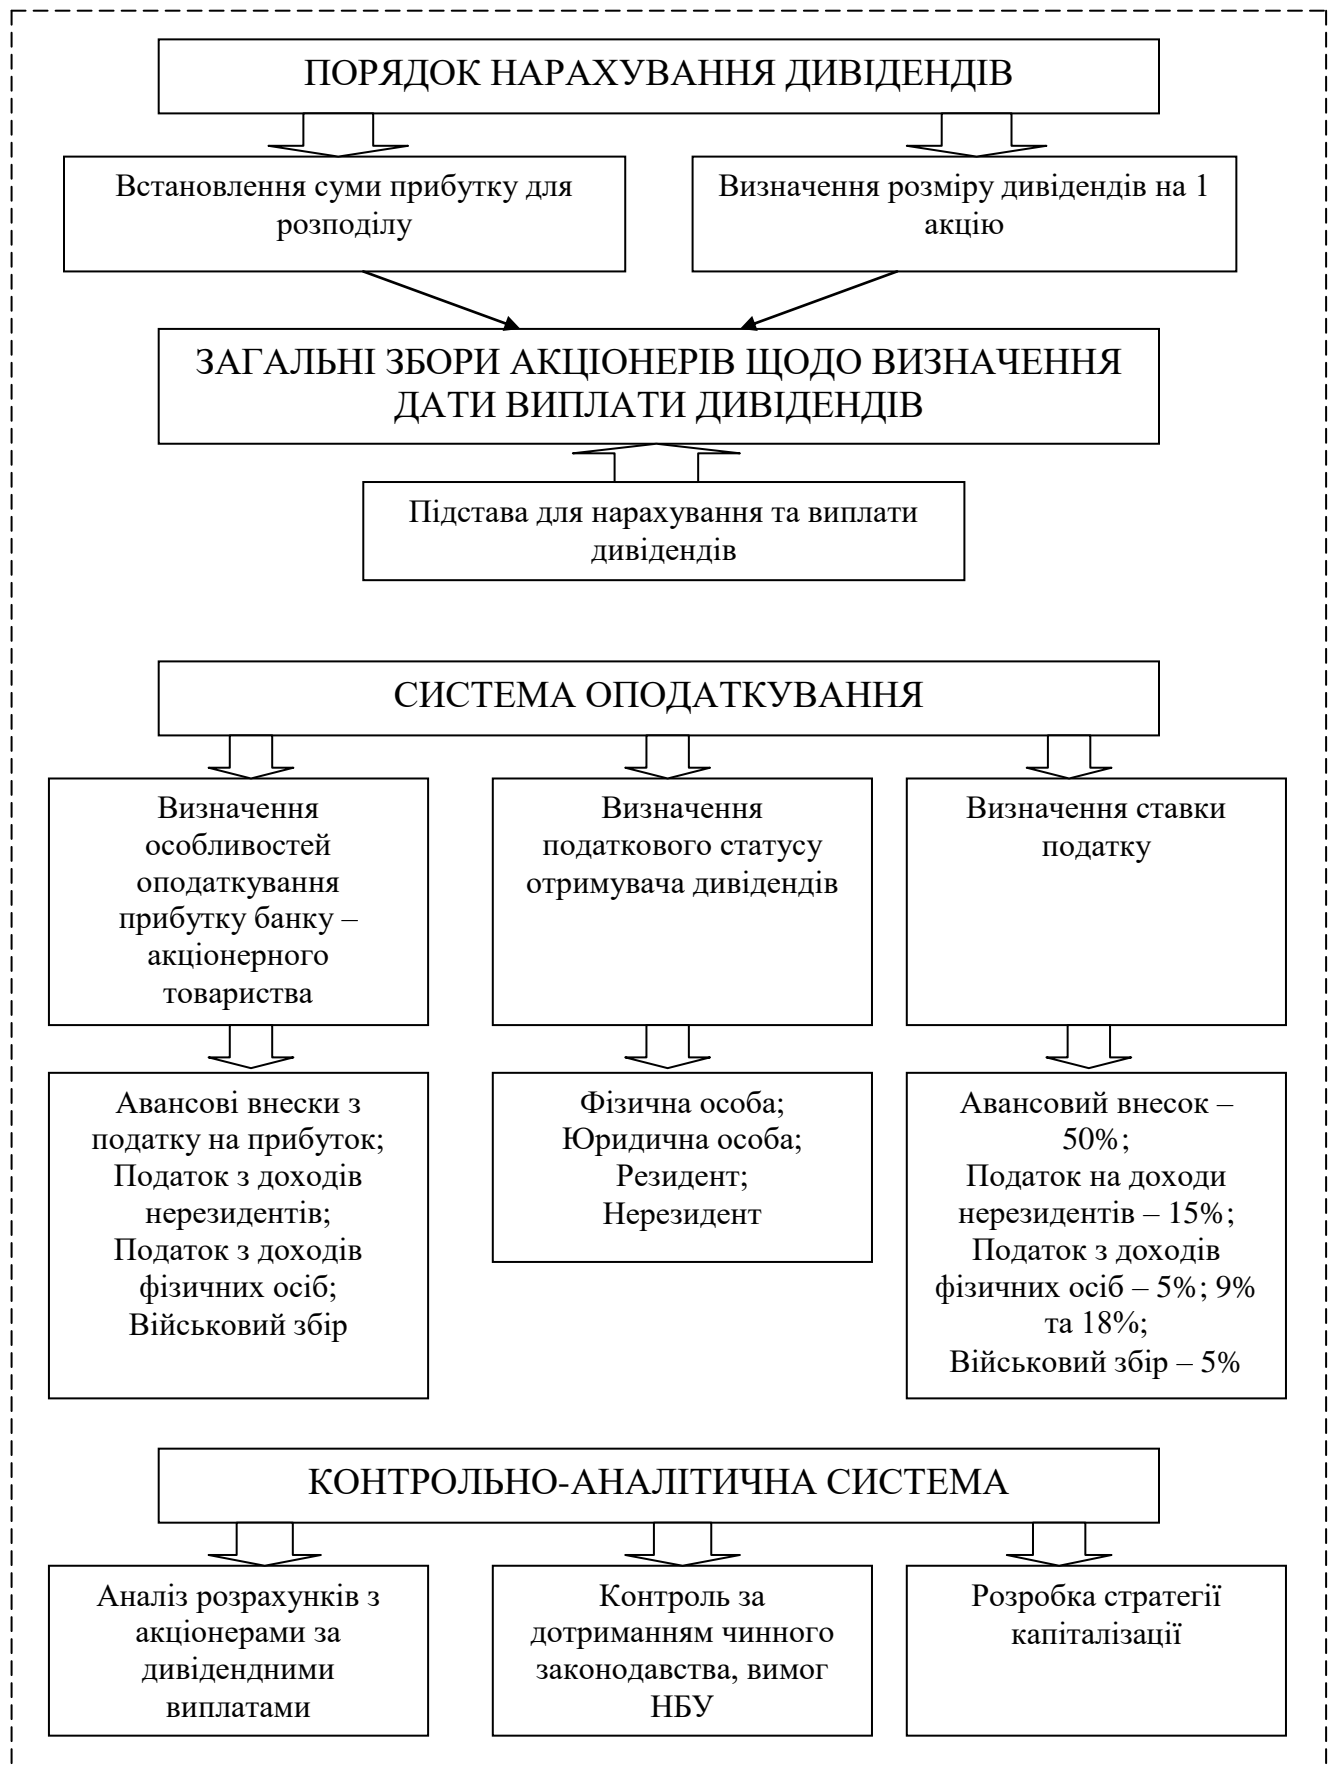 ПОРЯДОК НАРАХУВАННЯ ДИВІДЕНДІВ
Встановлення суми прибутку для
розподілу
Визначення розміру дивідендів на 1
акцію
ЗАГАЛЬНІ ЗБОРИ АКЦІОНЕРІВ ЩОДО ВИЗНАЧЕННЯ
ДАТИ ВИПЛАТИ ДИВІДЕНДІВ
Підстава для нарахування та виплати
дивідендів
СИСТЕМА ОПОДАТКУВАННЯ
Визначення
особливостей
оподаткування
прибутку банку –
акціонерного
товариства
Визначення
податкового статусу
отримувача дивідендів
Визначення ставки
податку
Авансові внески з
податку на прибуток;
Податок з доходів
нерезидентів;
Податок з доходів
фізичних осіб;
Військовий збір
Фізична особа;
Юридична особа;
Резидент;
Нерезидент
Авансовий внесок –
50%;
Податок на доходи
нерезидентів – 15%;
Податок з доходів
фізичних осіб – 5%; 9%
та 18%;
Військовий збір – 5%
КОНТРОЛЬНО-АНАЛІТИЧНА СИСТЕМА
Аналіз розрахунків з
акціонерами за
дивідендними
виплатами
Контроль за
дотриманням чинного
законодавства, вимог
НБУ
Розробка стратегії
капіталізації